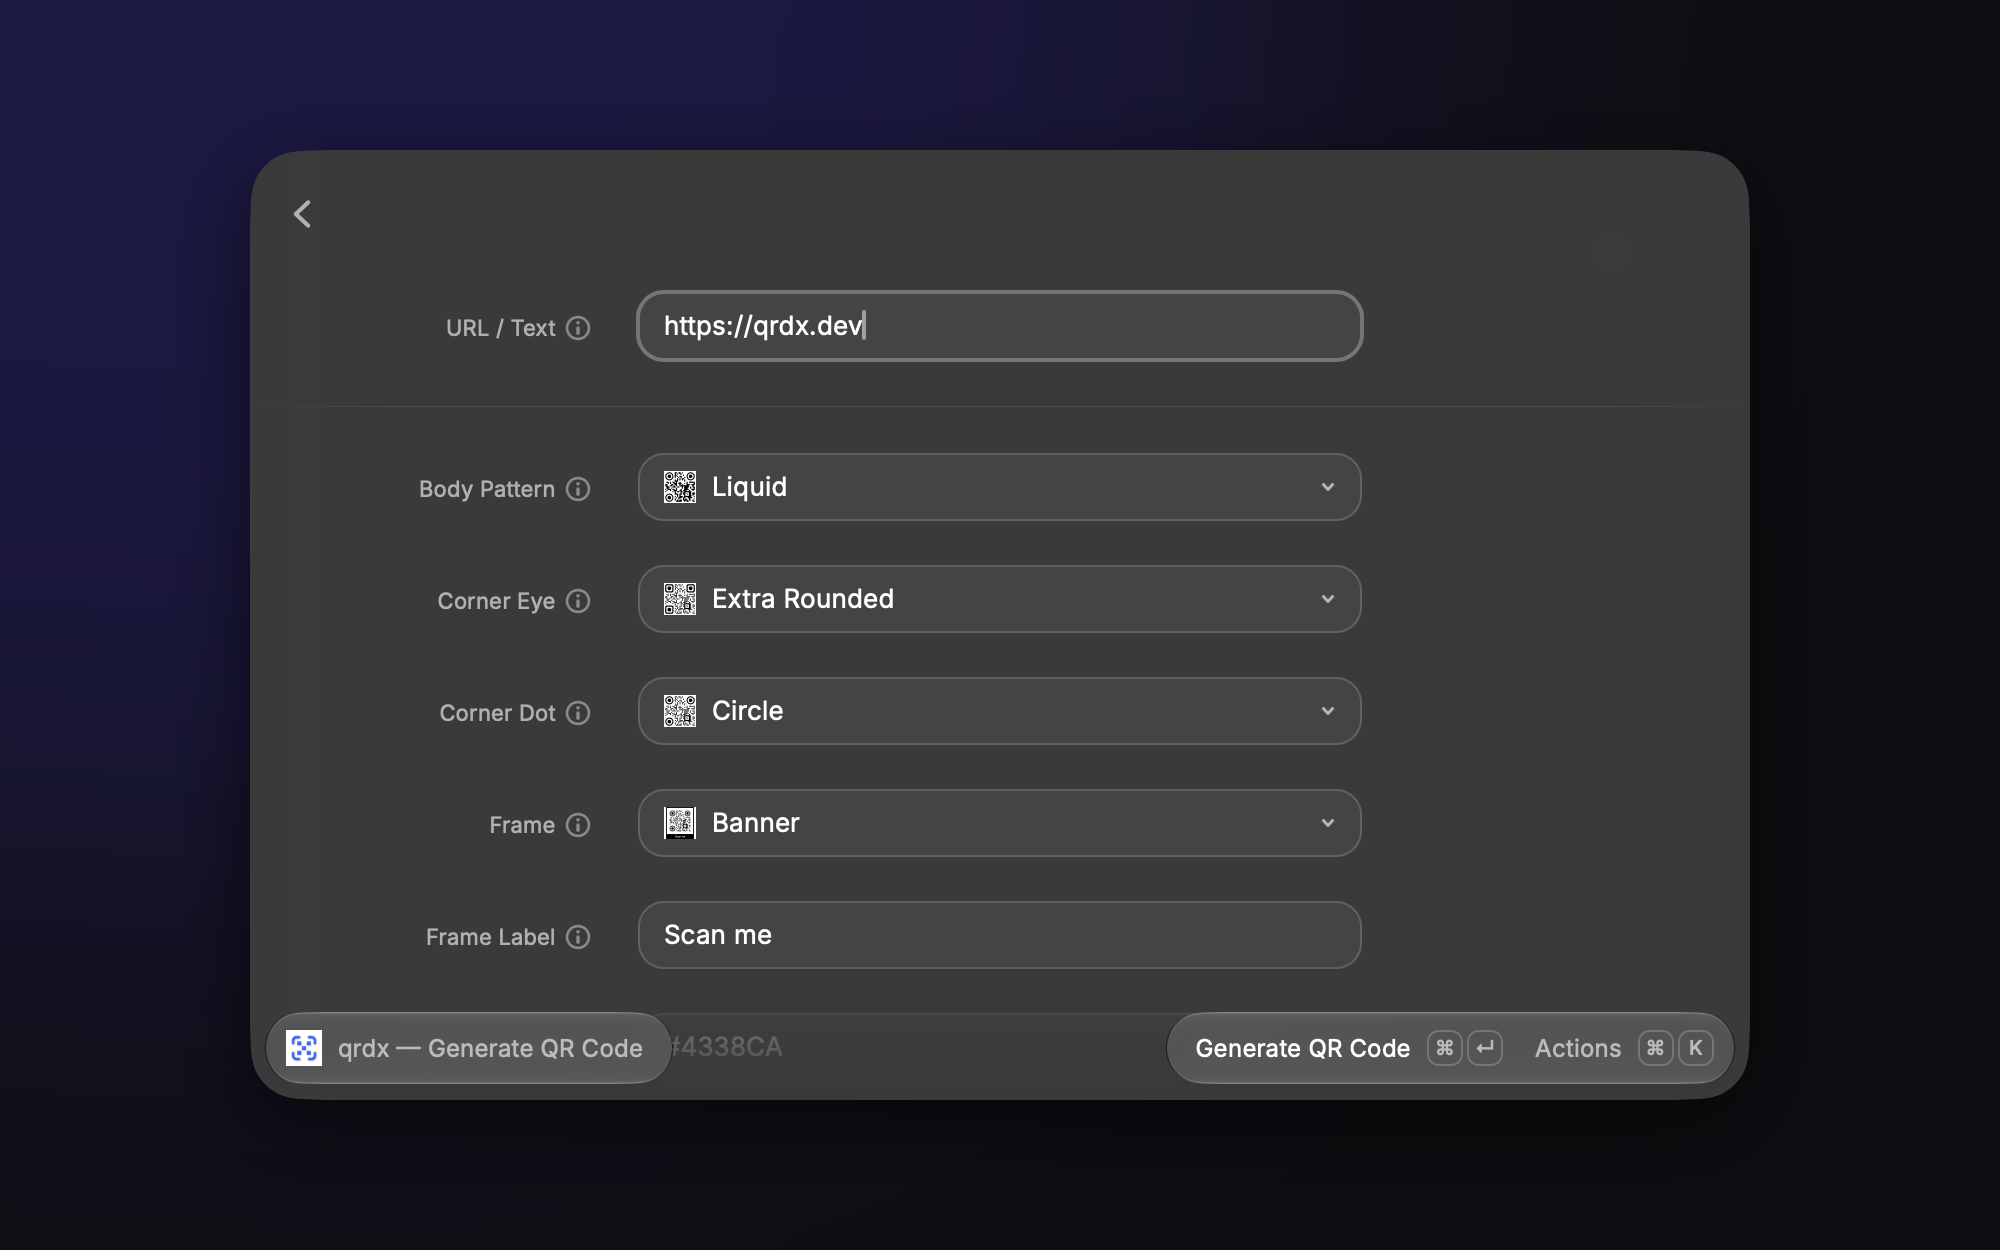 URL / Text
https://qrdx.dev
Body Pattern
Liquid
Corner Eye
Extra Rounded
Corner Dot
Circle
Frame
Banner
Frame Label
Scan me
#4338CA
qrdx — Generate QR Code
Generate QR Code ⌘ ↵ Actions ⌘ K